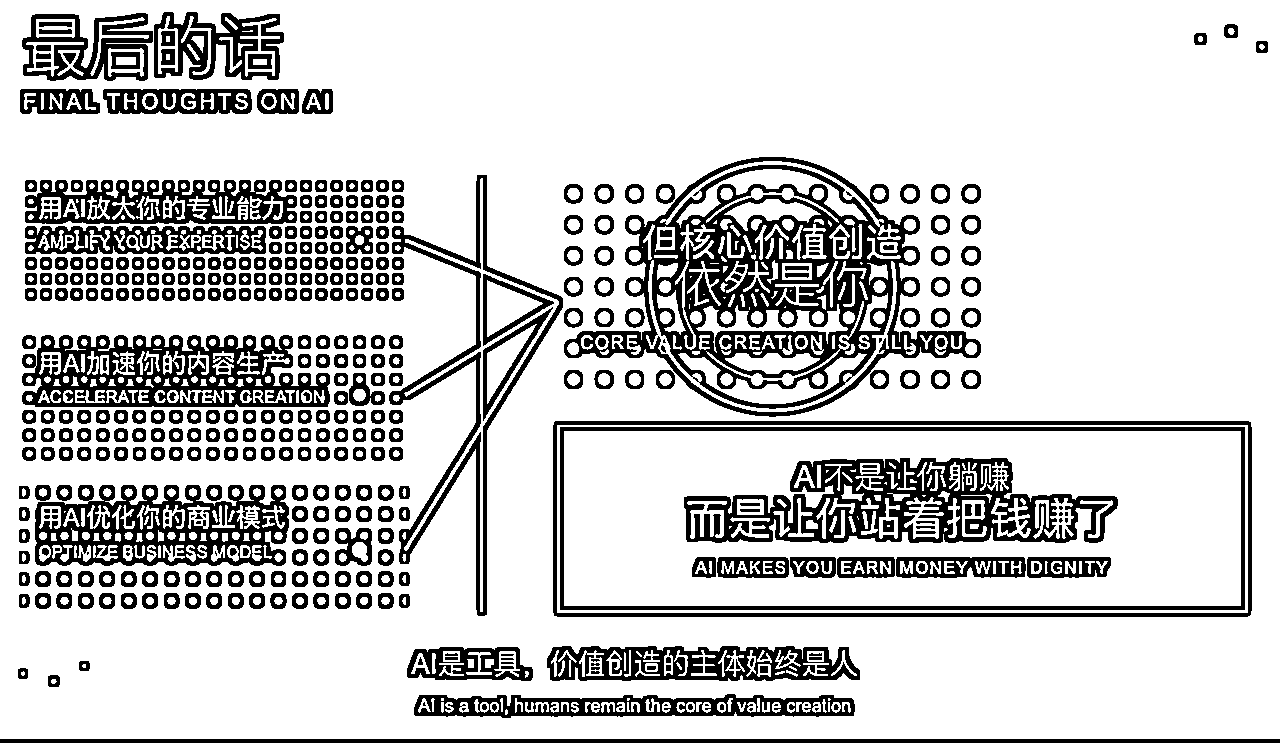 最后的话
FINAL THOUGHTS ON AI
用AI放大你的专业能力
AMPLIFY YOUR EXPERTISE
用AI加速你的内容生产
ACCELERATE CONTENT CREATION
用AI优化你的商业模式
OPTIMIZE BUSINESS MODEL
但核心价值创造
依然是你
CORE VALUE CREATION IS STILL YOU
AI不是让你躺赚
而是让你站着把钱赚了
AI MAKES YOU EARN MONEY WITH DIGNITY
AI是工具，价值创造的主体始终是人
AI is a tool, humans remain the core of value creation